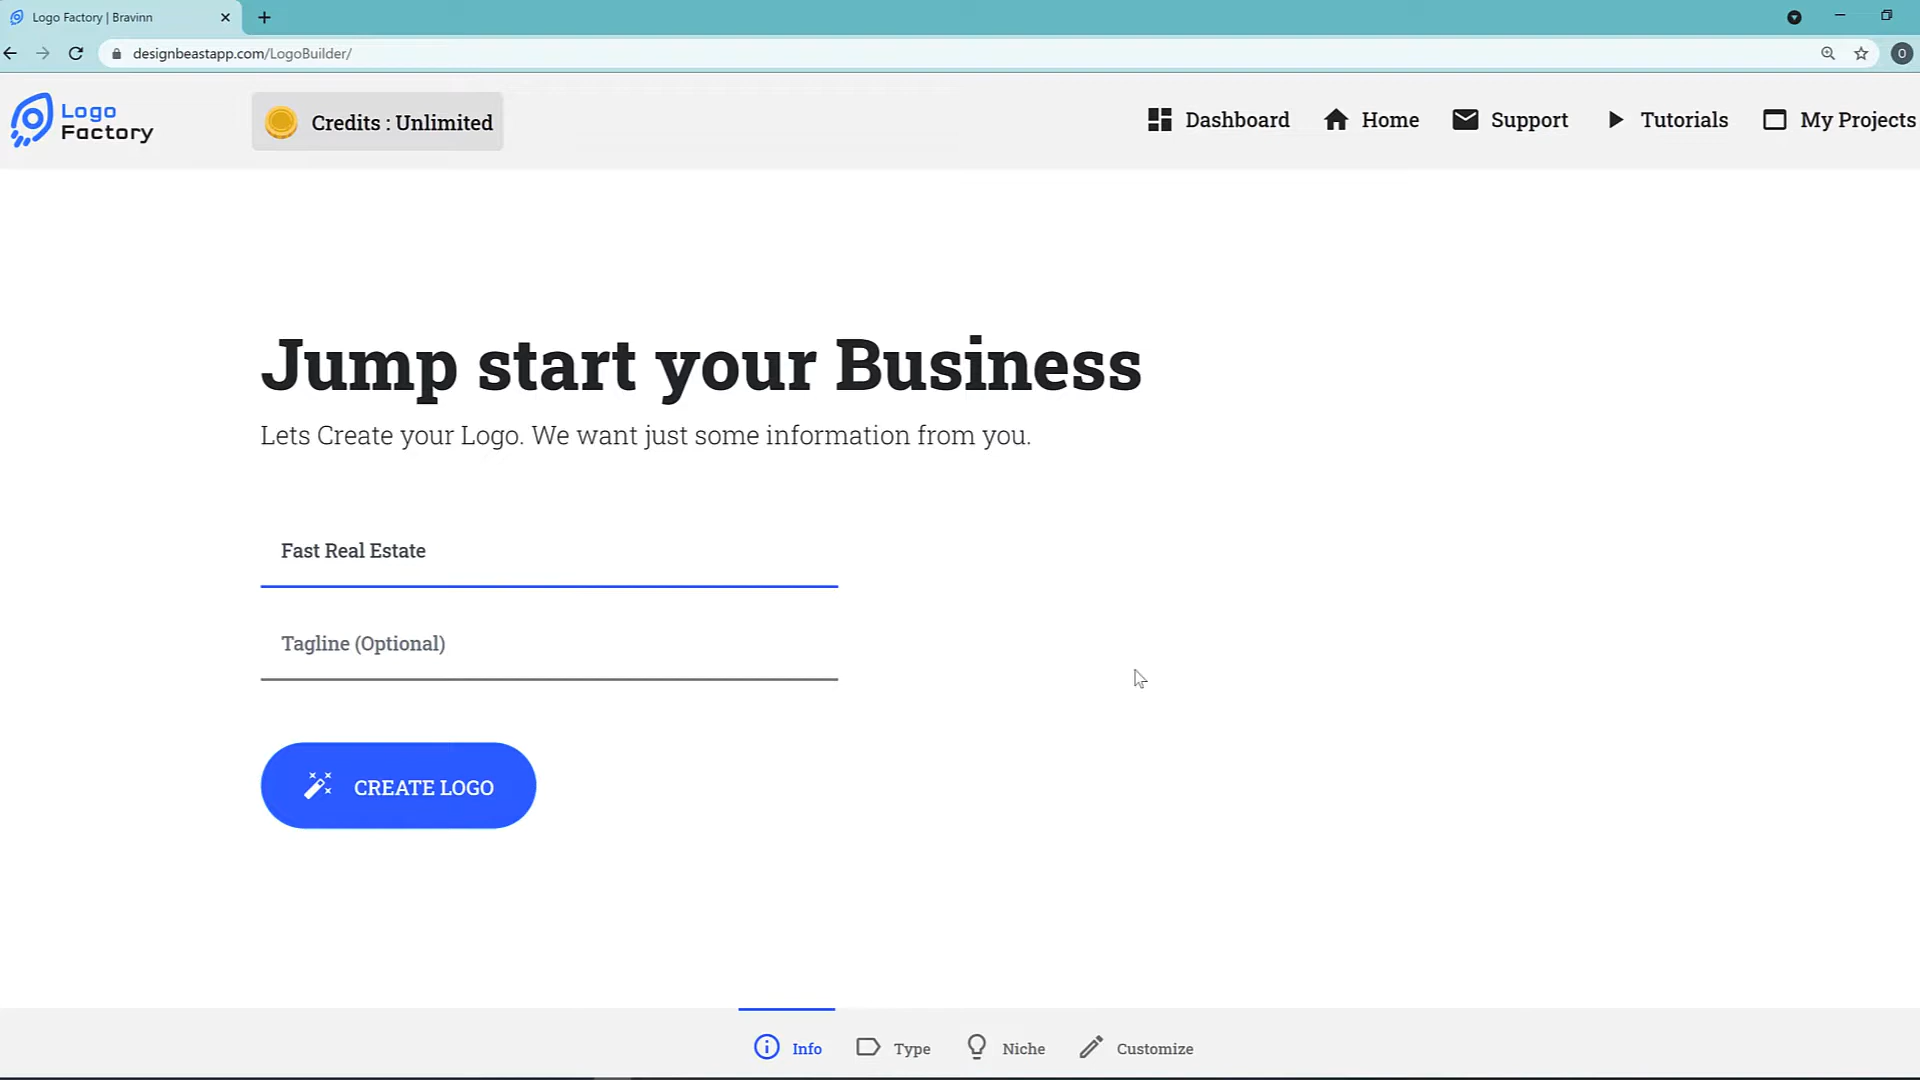 Logo Factory | Bravinn
designbeastapp.com/LogoBuilder/
O
Logo
Factory
Credits : Unlimited
Dashboard
Home
Support
Tutorials
My Projects
Jump start your Business
Lets Create your Logo. We want just some information from you.
Fast Real Estate
Tagline (Optional)
CREATE LOGO
Info
Type
Niche
Customize